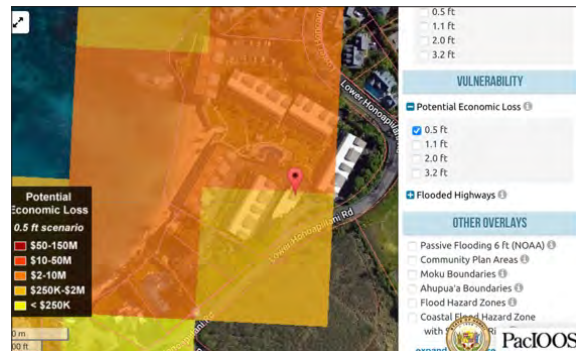 Lower Honoapiilani Rd
Lower Honoapiilani Rd
Potential
Economic Loss
0.5 ft scenario
$50-150M
$10-50M
$2-10M
$250K-$2M
< $250K
0.5 ft
1.1 ft
2.0 ft
3.2 ft
VULNERABILITY
Potential Economic Loss
0.5 ft
1.1 ft
2.0 ft
3.2 ft
Flooded Highways
OTHER OVERLAYS
Passive Flooding 6 ft (NOAA)
Community Plan Areas
Moku Boundaries
Ahupua'a Boundaries
Flood Hazard Zones
Coastal Flood Hazard Zone
with S
PacIOOS